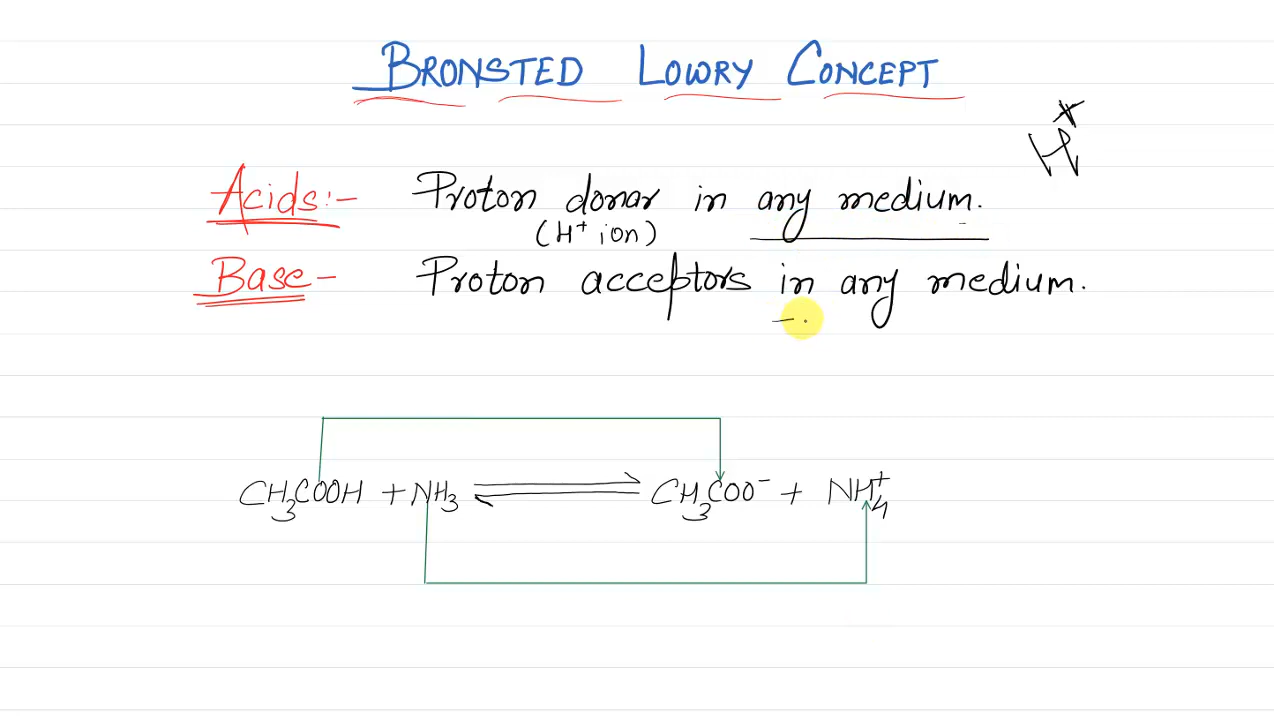 BRONSTED LOWRY CONCEPT
H⁺
Acids:- Proton donar in any medium.
(H⁺ ion)
Base- Proton acceptors in any medium.
CH₃COOH + NH₃ ⇌ CH₃COO⁻ + NH₄⁺